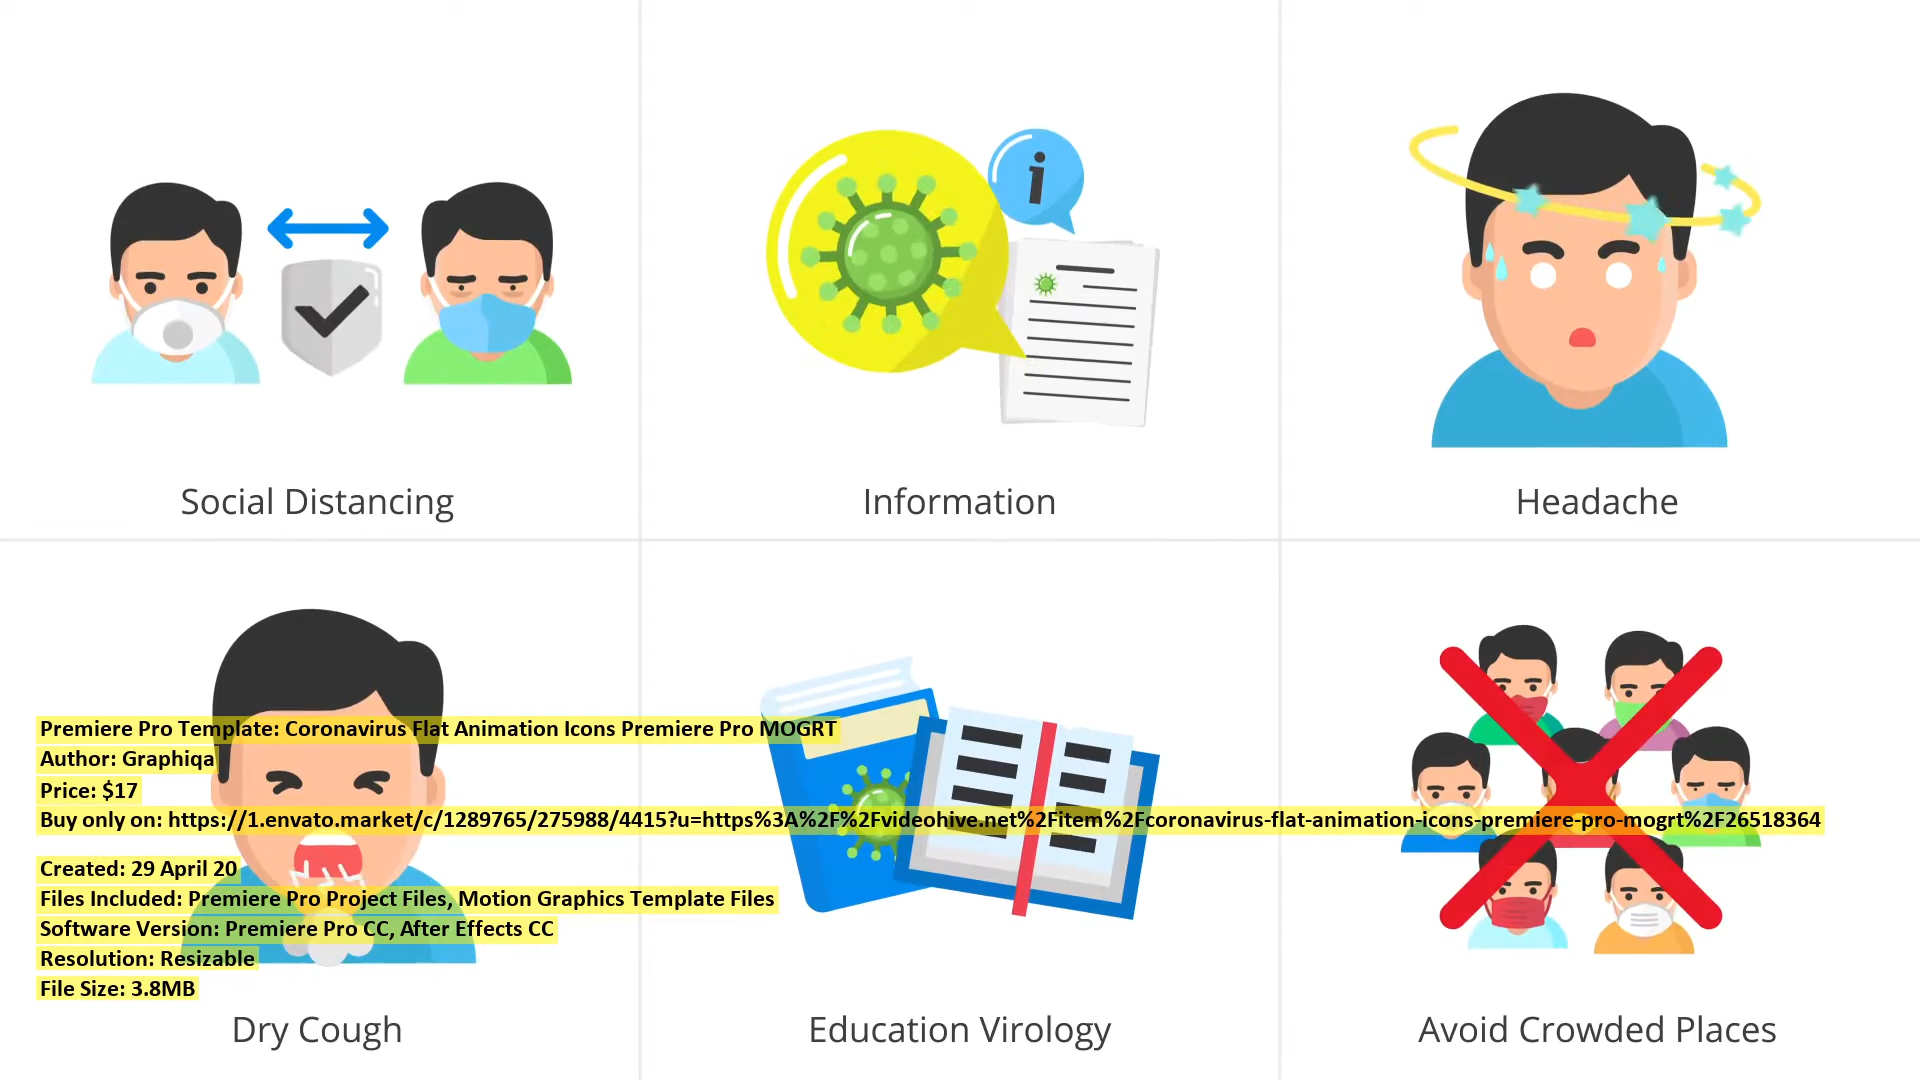 Social Distancing
Information
Headache
Premiere Pro Template: Coronavirus Flat Animation Icons Premiere Pro MOGRT
Author: Graphiqa
Price: $17
Buy only on: https://1.envato.market/c/1289765/275988/4415?u=https%3A%2F%2Fvideohive.net%2Fitem%2Fcoronavirus-flat-animation-icons-premiere-pro-mogrt%2F26518364
Created: 29 April 20
Files Included: Premiere Pro Project Files, Motion Graphics Template Files
Software Version: Premiere Pro CC, After Effects CC
Resolution: Resizable
File Size: 3.8MB
Dry Cough
Education Virology
Avoid Crowded Places